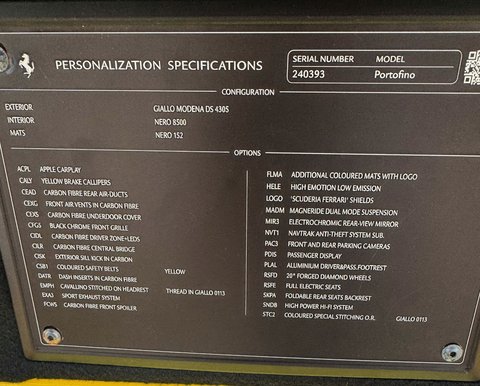 PERSONALIZATION SPECIFICATIONS
SERIAL NUMBER MODEL
240393 Portofino
CONFIGURATION
EXTERIOR GIALLO MODENA DS 4305
INTERIOR NERO 8500
MATS NERO 152
OPTIONS
ACPL APPLE CARPLAY
CALY YELLOW BRAKE CALLIPERS
CEAD CARBON FIBRE REAR AIR-DUCTS
CEXG FRONT AIR VENTS IN CARBON FIBRE
CEXS CARBON FIBRE UNDERDOOR COVER
CFGS BLACK CHROME FRONT GRILLE
CIDL CARBON FIBRE DRIVER ZONE+LEDS
CILR CARBON FIBRE CENTRAL BRIDGE
CISK EXTERIOR SILL KICK IN CARBON
CSB1 COLOURED SAFETY BELTS YELLOW
DATR DASH INSERTS IN CARBON FIBRE
EMPH CAVALLINO STITCHED ON HEADREST THREAD IN GIALLO 0113
EXA3 SPORT EXHAUST SYSTEM
FCWS CARBON FIBRE FRONT SPOILER
FLMA ADDITIONAL COLOURED MATS WITH LOGO
HELE HIGH EMOTION LOW EMISSION
LOGO 'SCUDERIA FERRARI' SHIELDS
MADM MAGNERIDE DUAL MODE SUSPENSION
MIR3 ELECTROCHROMIC REAR-VIEW MIRROR
NVT1 NAVTRAK ANTI-THEFT SYSTEM SUB.
PAC3 FRONT AND REAR PARKING CAMERAS
PDIS PASSENGER DISPLAY
PLAL ALUMINIUM DRIVER&PASS.FOOTREST
RSFD 20" FORGED DIAMOND WHEELS
RSFE FULL ELECTRIC SEATS
SKPA FOLDABLE REAR SEATS BACKREST
SNDB HIGH POWER HI-FI SYSTEM
STC2 COLOURED SPECIAL STITCHING O.R. GIALLO 0113